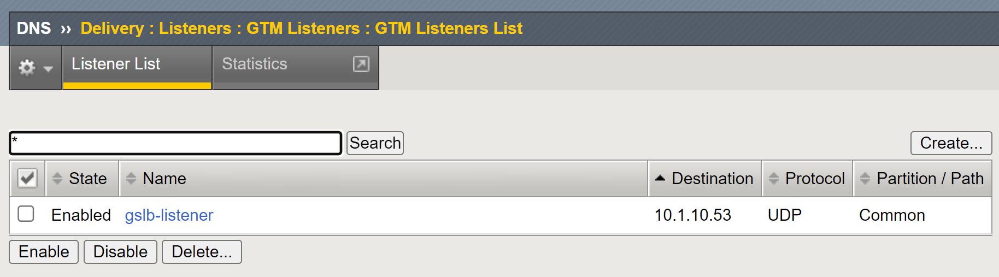 DNS ›› Delivery : Listeners : GTM Listeners : GTM Listeners List
Listener List Statistics
* Search Create...
State Name Destination Protocol Partition / Path
Enabled gslb-listener 10.1.10.53 UDP Common
Enable Disable Delete...